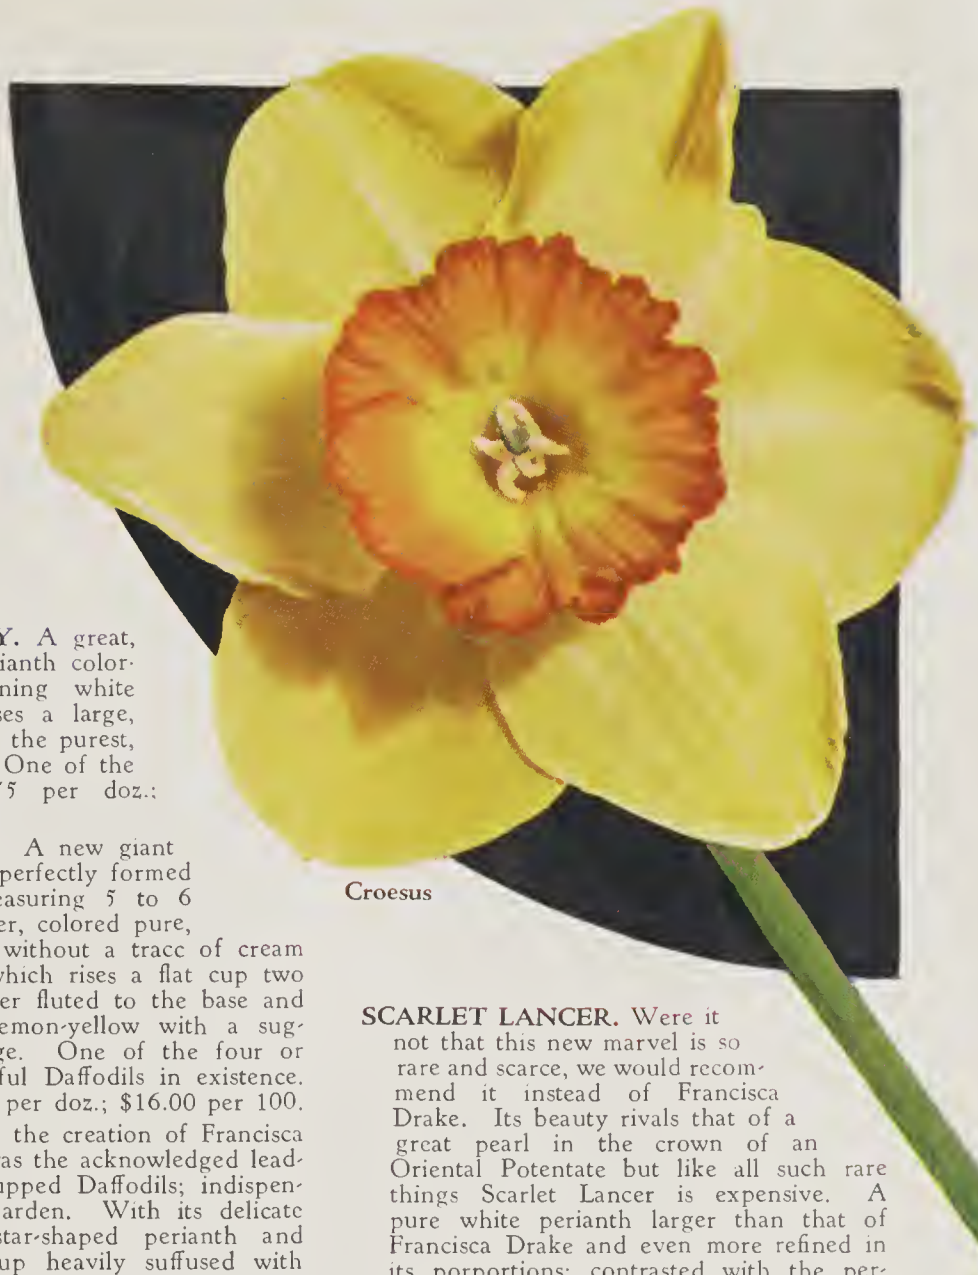 Y. A great,
ianth color-
ning white
ses a large,
the purest,
One of the
75 per doz.;
A new giant
perfectly formed
easuring 5 to 6
er, colored pure,
without a trace of cream
which rises a flat cup two
er fluted to the base and
emon-yellow with a sug-
ge. One of the four or
ful Daffodils in existence.
per doz.; $16.00 per 100.
the creation of Francisca
as the acknowledged lead-
upped Daffodils; indispen-
arden. With its delicate
star-shaped perianth and
up heavily suffused with
Croesus
SCARLET LANCER. Were it
not that this new marvel is so
rare and scarce, we would recom-
mend it instead of Francisca
Drake. Its beauty rivals that of a
great pearl in the crown of an
Oriental Potentate but like all such rare
things Scarlet Lancer is expensive. A
pure white perianth larger than that of
Francisca Drake and even more refined in
its porportions; contrasted with the per-